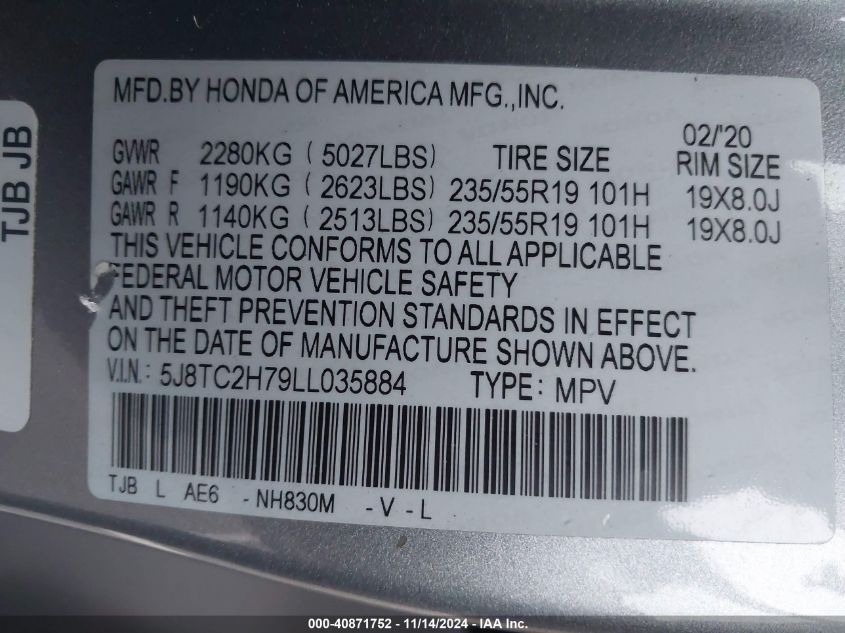 TJB JB
MFD.BY HONDA OF AMERICA MFG.,INC.
02/'20
GVWR 2280KG ( 5027LBS) TIRE SIZE RIM SIZE
GAWR F 1190KG ( 2623LBS) 235/55R19 101H 19X8.0J
GAWR R 1140KG ( 2513LBS) 235/55R19 101H 19X8.0J
THIS VEHICLE CONFORMS TO ALL APPLICABLE
FEDERAL MOTOR VEHICLE SAFETY
AND THEFT PREVENTION STANDARDS IN EFFECT
ON THE DATE OF MANUFACTURE SHOWN ABOVE.
V.I.N.: 5J8TC2H79LL035884 TYPE: MPV
TJB L AE6 -NH830M -V-L
000-40871752 - 11/14/2024 - IAA Inc.